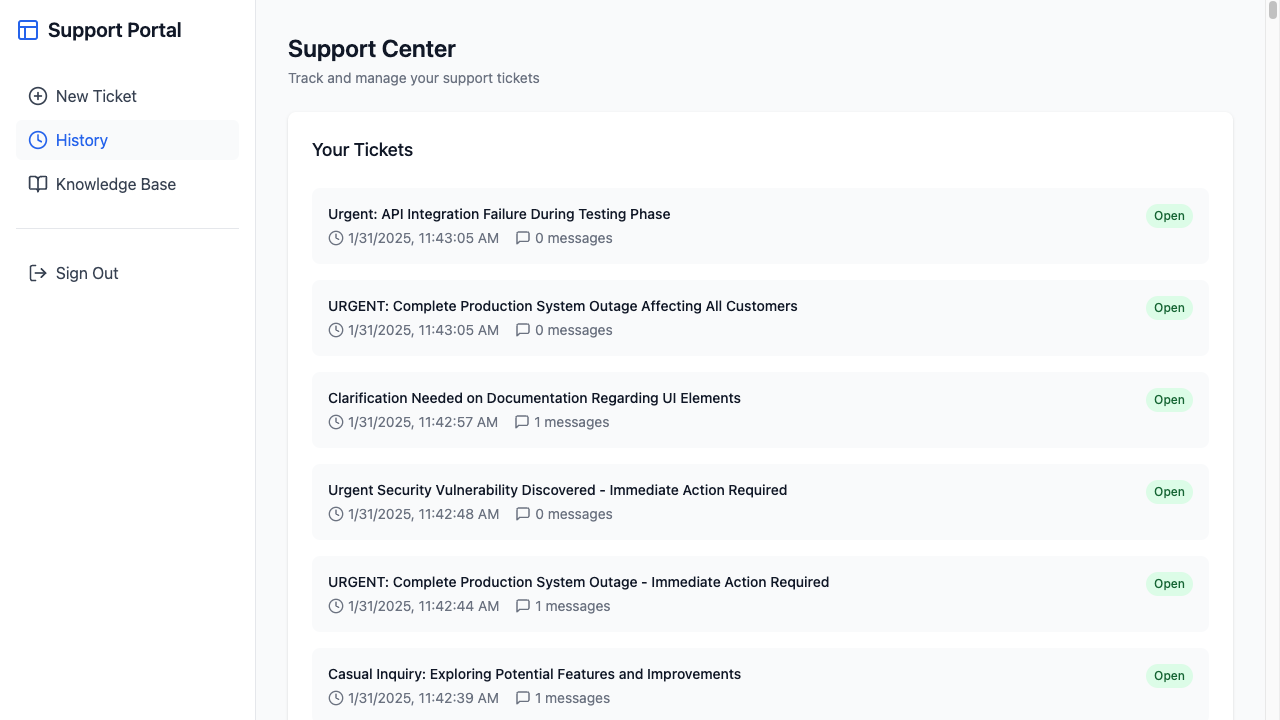 Support Portal
New Ticket
History
Knowledge Base
Sign Out
Support Center
Track and manage your support tickets
Your Tickets
Urgent: API Integration Failure During Testing Phase
Open
1/31/2025, 11:43:05 AM 0 messages
URGENT: Complete Production System Outage Affecting All Customers
Open
1/31/2025, 11:43:05 AM 0 messages
Clarification Needed on Documentation Regarding UI Elements
Open
1/31/2025, 11:42:57 AM 1 messages
Urgent Security Vulnerability Discovered - Immediate Action Required
Open
1/31/2025, 11:42:48 AM 0 messages
URGENT: Complete Production System Outage - Immediate Action Required
Open
1/31/2025, 11:42:44 AM 1 messages
Casual Inquiry: Exploring Potential Features and Improvements
Open
1/31/2025, 11:42:39 AM 1 messages